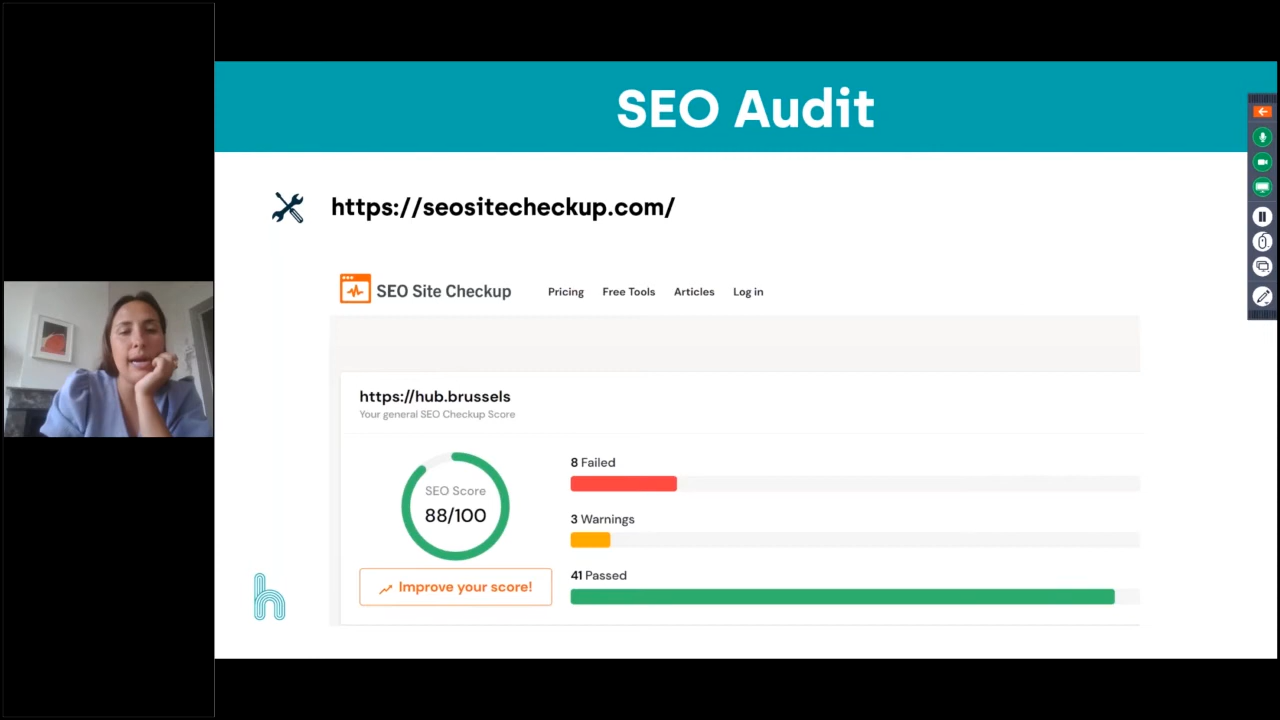 SEO Audit
https://seositecheckup.com/
SEO Site Checkup Pricing Free Tools Articles Log in
https://hub.brussels
Your general SEO Checkup Score
SEO Score
88/100
Improve your score!
8 Failed
3 Warnings
41 Passed